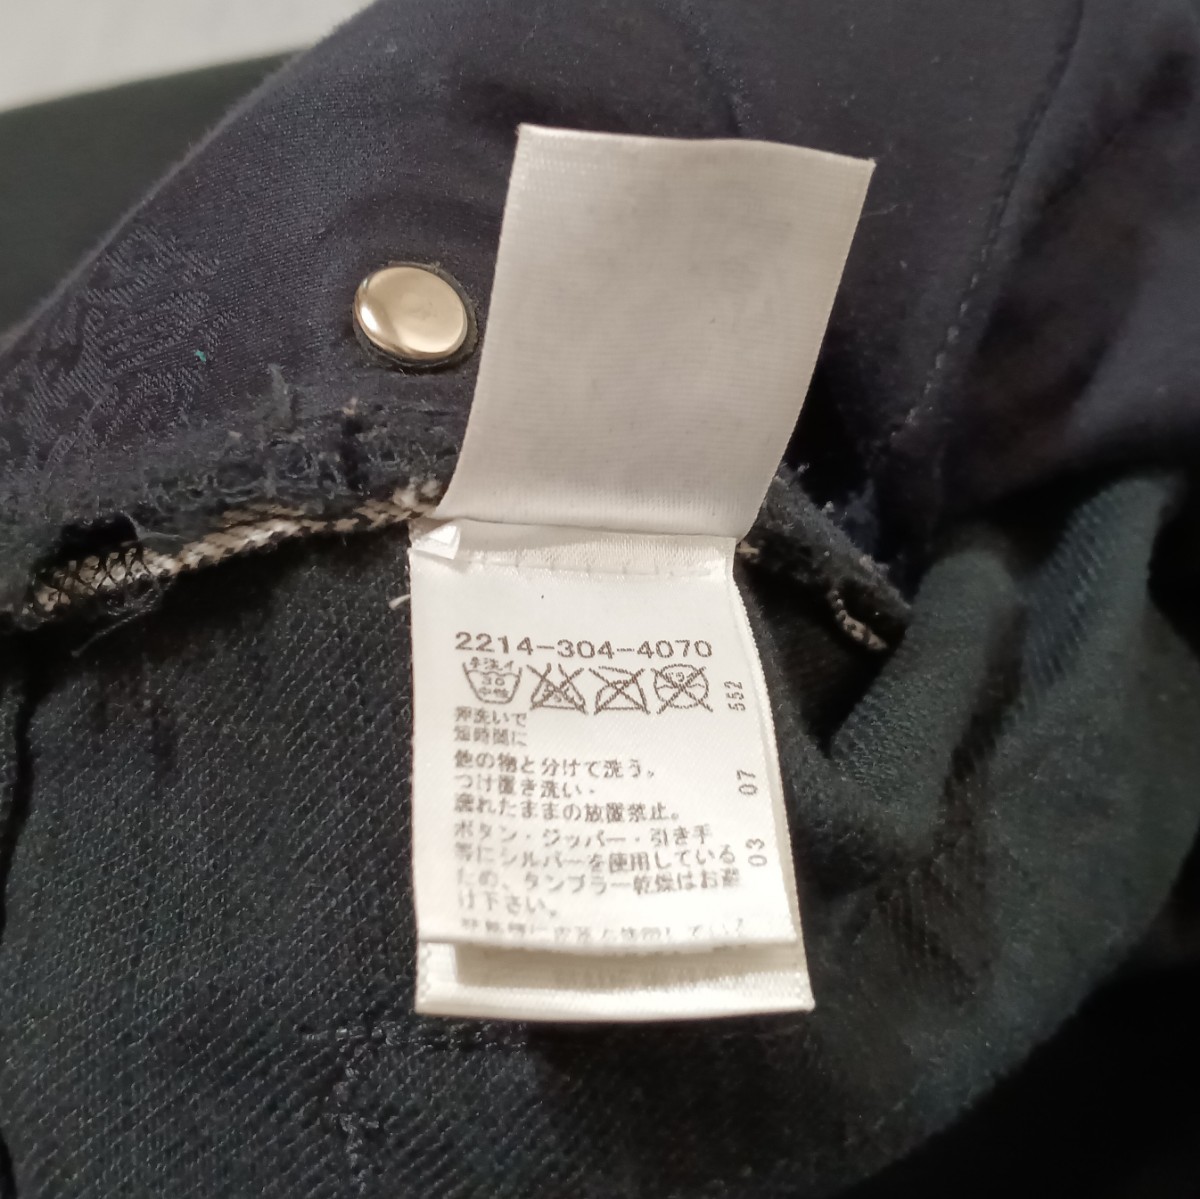 2214-304-4070
手洗イ
30
中性
押洗いで
短時間に
他の物と分けて洗う。
つけ置き洗い・
濡れたままの放置禁止。
ボタン・ジッパー・引き手
等にシルバーを使用している
ため、タンブラー乾燥はお避
け下さい。
552
07
03